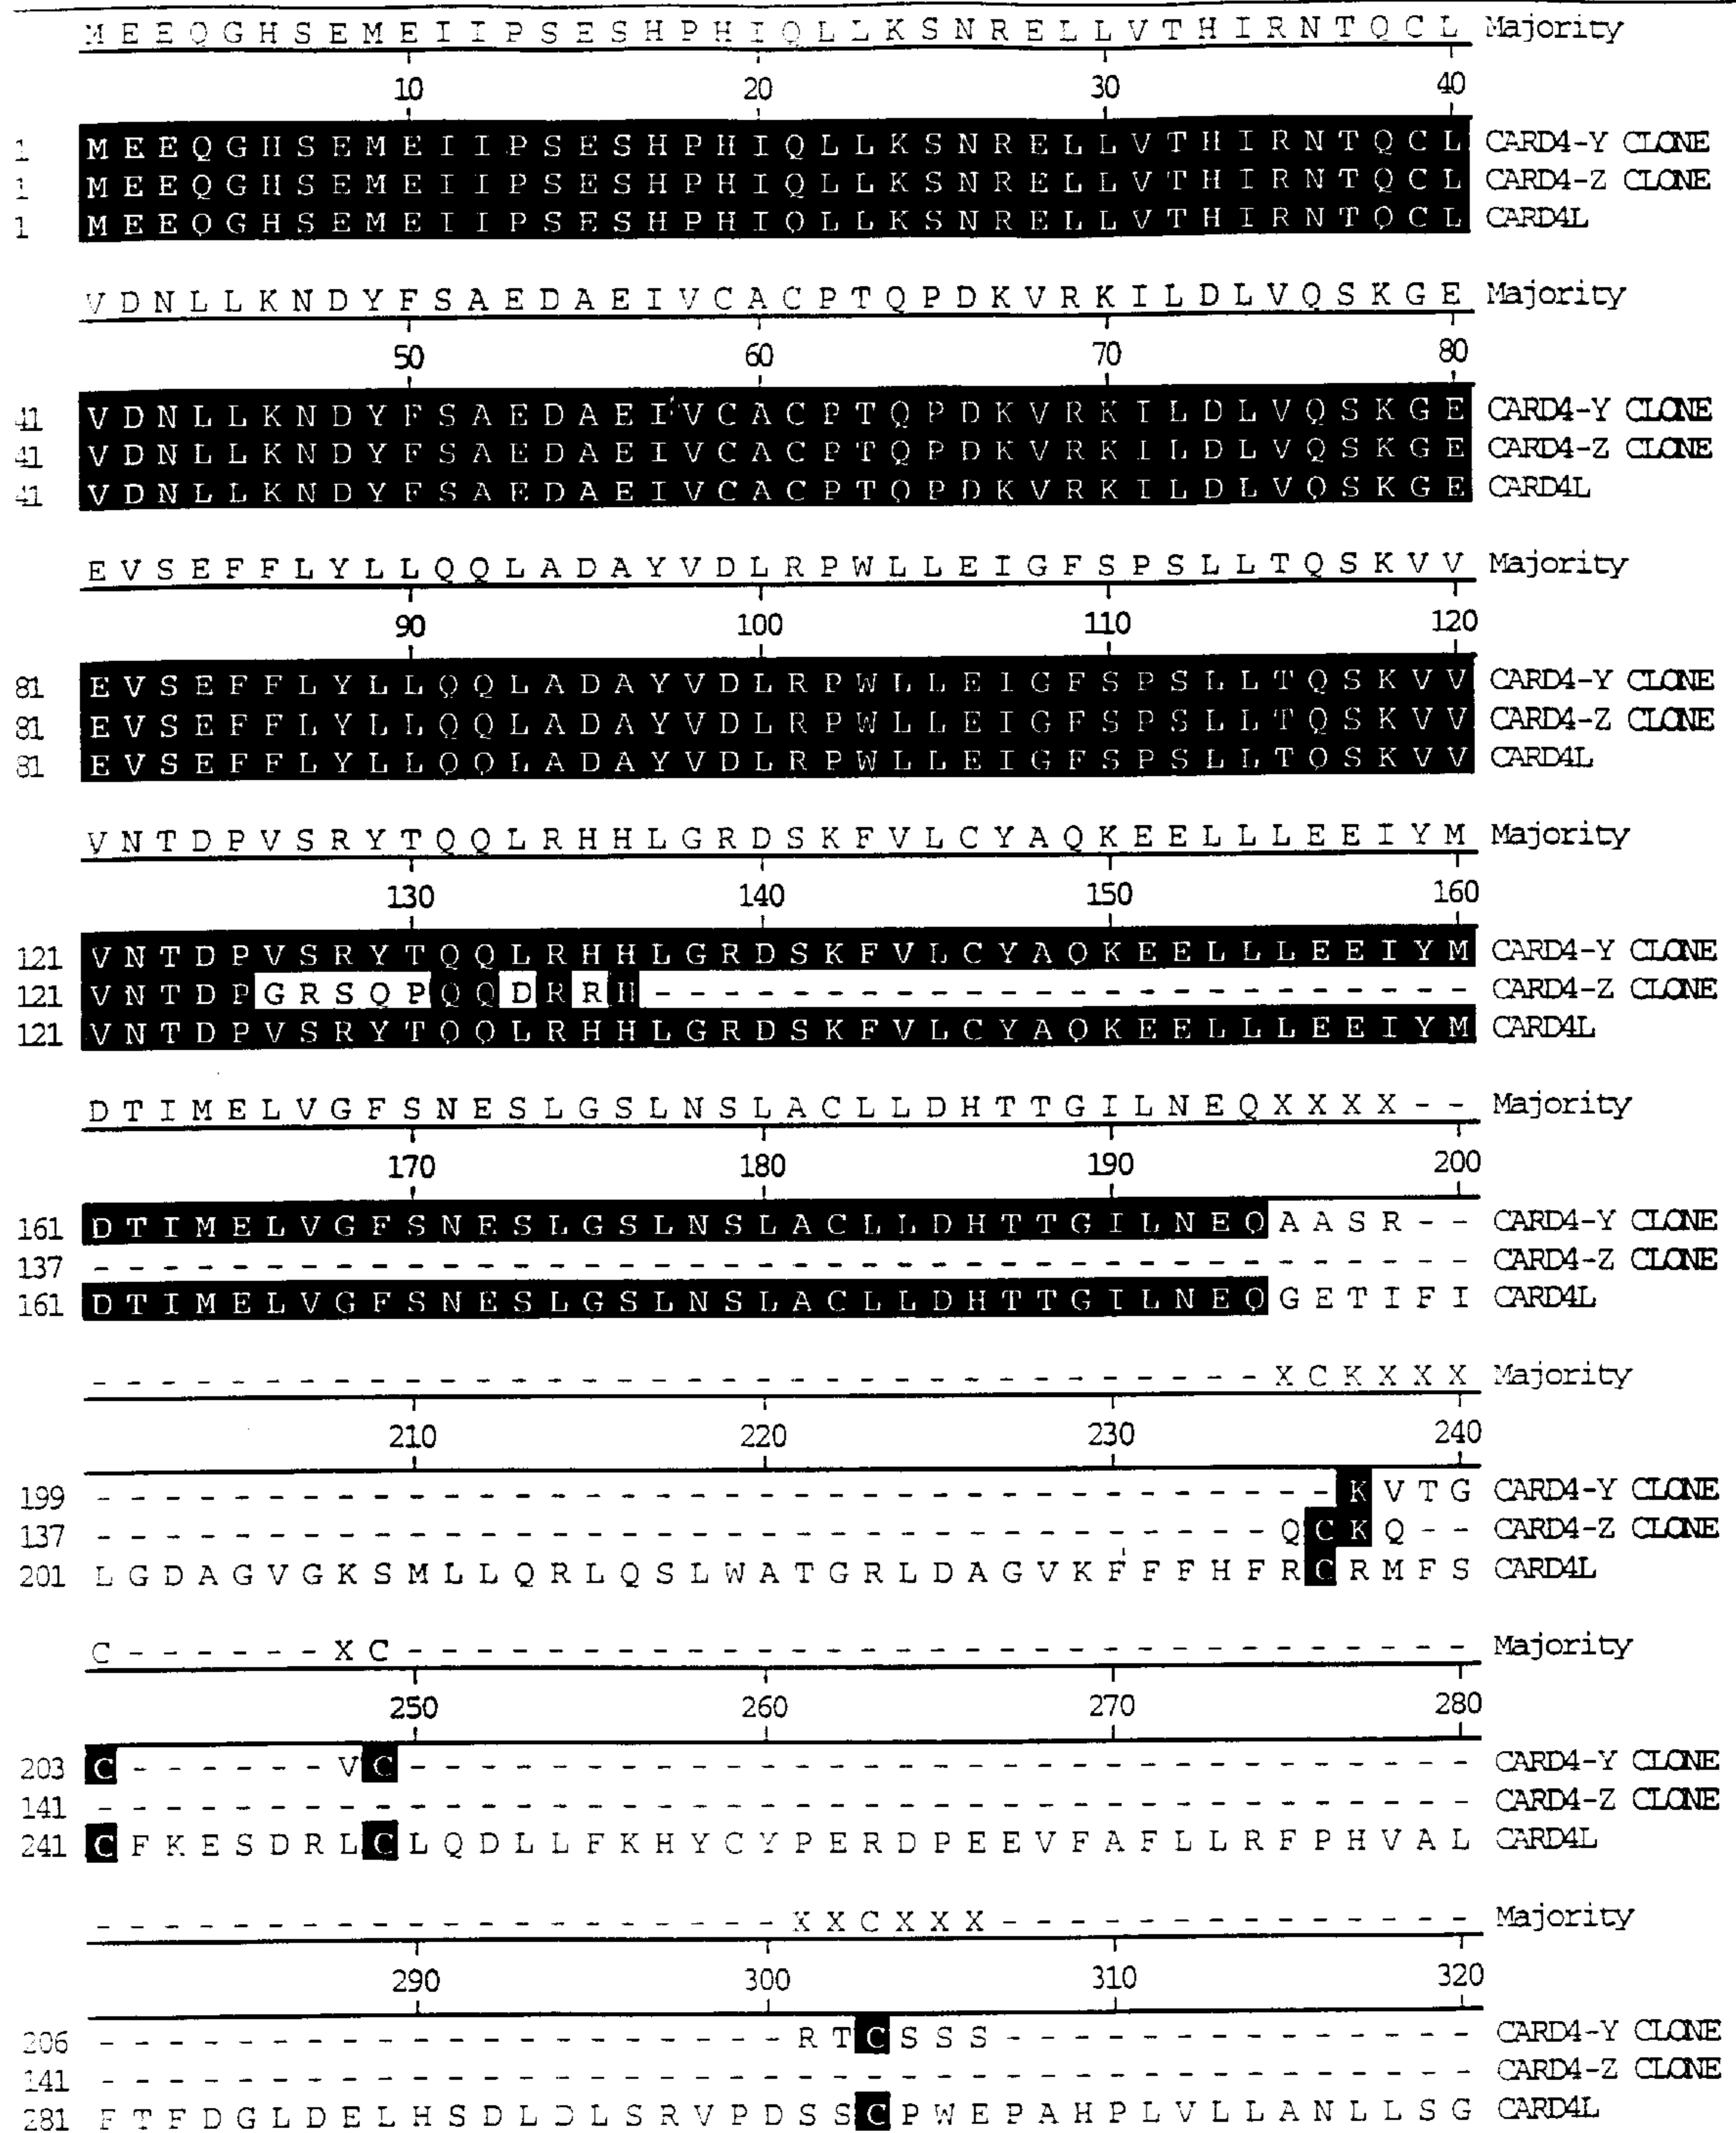 M E E Q G H S E M E I I P S E S H P H I Q L L K S N R E L L V T H I R N T Q C L Majority
10 20 30 40
1 M E E Q G H S E M E I I P S E S H P H I Q L L K S N R E L L V T H I R N T Q C L CARD4-Y CLONE
1 M E E Q G H S E M E I I P S E S H P H I Q L L K S N R E L L V T H I R N T Q C L CARD4-Z CLONE
1 M E E Q G H S E M E I I P S E S H P H I Q L L K S N R E L L V T H I R N T Q C L CARD4L
V D N L L K N D Y F S A E D A E I V C A C P T Q P D K V R K I L D L V Q S K G E Majority
50 60 70 80
41 V D N L L K N D Y F S A E D A E I V C A C P T Q P D K V R K I L D L V Q S K G E CARD4-Y CLONE
41 V D N L L K N D Y F S A E D A E I V C A C P T Q P D K V R K I L D L V Q S K G E CARD4-Z CLONE
41 V D N L L K N D Y F S A E D A E I V C A C P T Q P D K V R K I L D L V Q S K G E CARD4L
E V S E F F L Y L L Q Q L A D A Y V D L R P W L L E I G F S P S L L T Q S K V V Majority
90 100 110 120
81 E V S E F F L Y L L Q Q L A D A Y V D L R P W L L E I G F S P S L L T Q S K V V CARD4-Y CLONE
81 E V S E F F L Y L L Q Q L A D A Y V D L R P W L L E I G F S P S L L T Q S K V V CARD4-Z CLONE
81 E V S E F F L Y L L Q Q L A D A Y V D L R P W L L E I G F S P S L L T Q S K V V CARD4L
V N T D P V S R Y T Q Q L R H H L G R D S K F V L C Y A Q K E E L L L E E I Y M Majority
130 140 150 160
121 V N T D P V S R Y T Q Q L R H H L G R D S K F V L C Y A Q K E E L L L E E I Y M CARD4-Y CLONE
121 V N T D P G R S Q P Q Q D R R H - - - - - - - - - - - - - - - - - - - - - - - - CARD4-Z CLONE
121 V N T D P V S R Y T Q Q L R H H L G R D S K F V L C Y A Q K E E L L L E E I Y M CARD4L
D T I M E L V G F S N E S L G S L N S L A C L L D H T T G I L N E Q X X X X - - Majority
170 180 190 200
161 D T I M E L V G F S N E S L G S L N S L A C L L D H T T G I L N E Q A A S R - - CARD4-Y CLONE
137 - - - - - - - - - - - - - - - - - - - - - - - - - - - - - - - - - - - - - - - - CARD4-Z CLONE
161 D T I M E L V G F S N E S L G S L N S L A C L L D H T T G I L N E Q G E T I F I CARD4L
- - - - - - - - - - - - - - - - - - - - - - - - - - - - - - - - - - X C K X X X Majority
210 220 230 240
199 - - - - - - - - - - - - - - - - - - - - - - - - - - - - - - - - - - - - K V T G CARD4-Y CLONE
137 - - - - - - - - - - - - - - - - - - - - - - - - - - - - - - - - - - Q C K Q - - CARD4-Z CLONE
201 L G D A G V G K S M L L Q R L Q S L W A T G R L D A G V K F F F H F R C R M F S CARD4L
C - - - - - - X C - - - - - - - - - - - - - - - - - - - - - - - - - - - - - - - Majority
250 260 270 280
203 C - - - - - - V C - - - - - - - - - - - - - - - - - - - - - - - - - - - - - - - CARD4-Y CLONE
141 - - - - - - - - - - - - - - - - - - - - - - - - - - - - - - - - - - - - - - - - CARD4-Z CLONE
241 C F K E S D R L C L Q D L L F K H Y C Y P E R D P E E V F A F L L R F P H V A L CARD4L
- - - - - - - - - - - - - - - - - - - - X X C X X X - - - - - - - - - - - - - - Majority
290 300 310 320
206 - - - - - - - - - - - - - - - - - - - - R T C S S S - - - - - - - - - - - - - - CARD4-Y CLONE
141 - - - - - - - - - - - - - - - - - - - - - - - - - - - - - - - - - - - - - - - - CARD4-Z CLONE
281 F T F D G L D E L H S D L D L S R V P D S S C P W E P A H P L V L L A N L L S G CARD4L